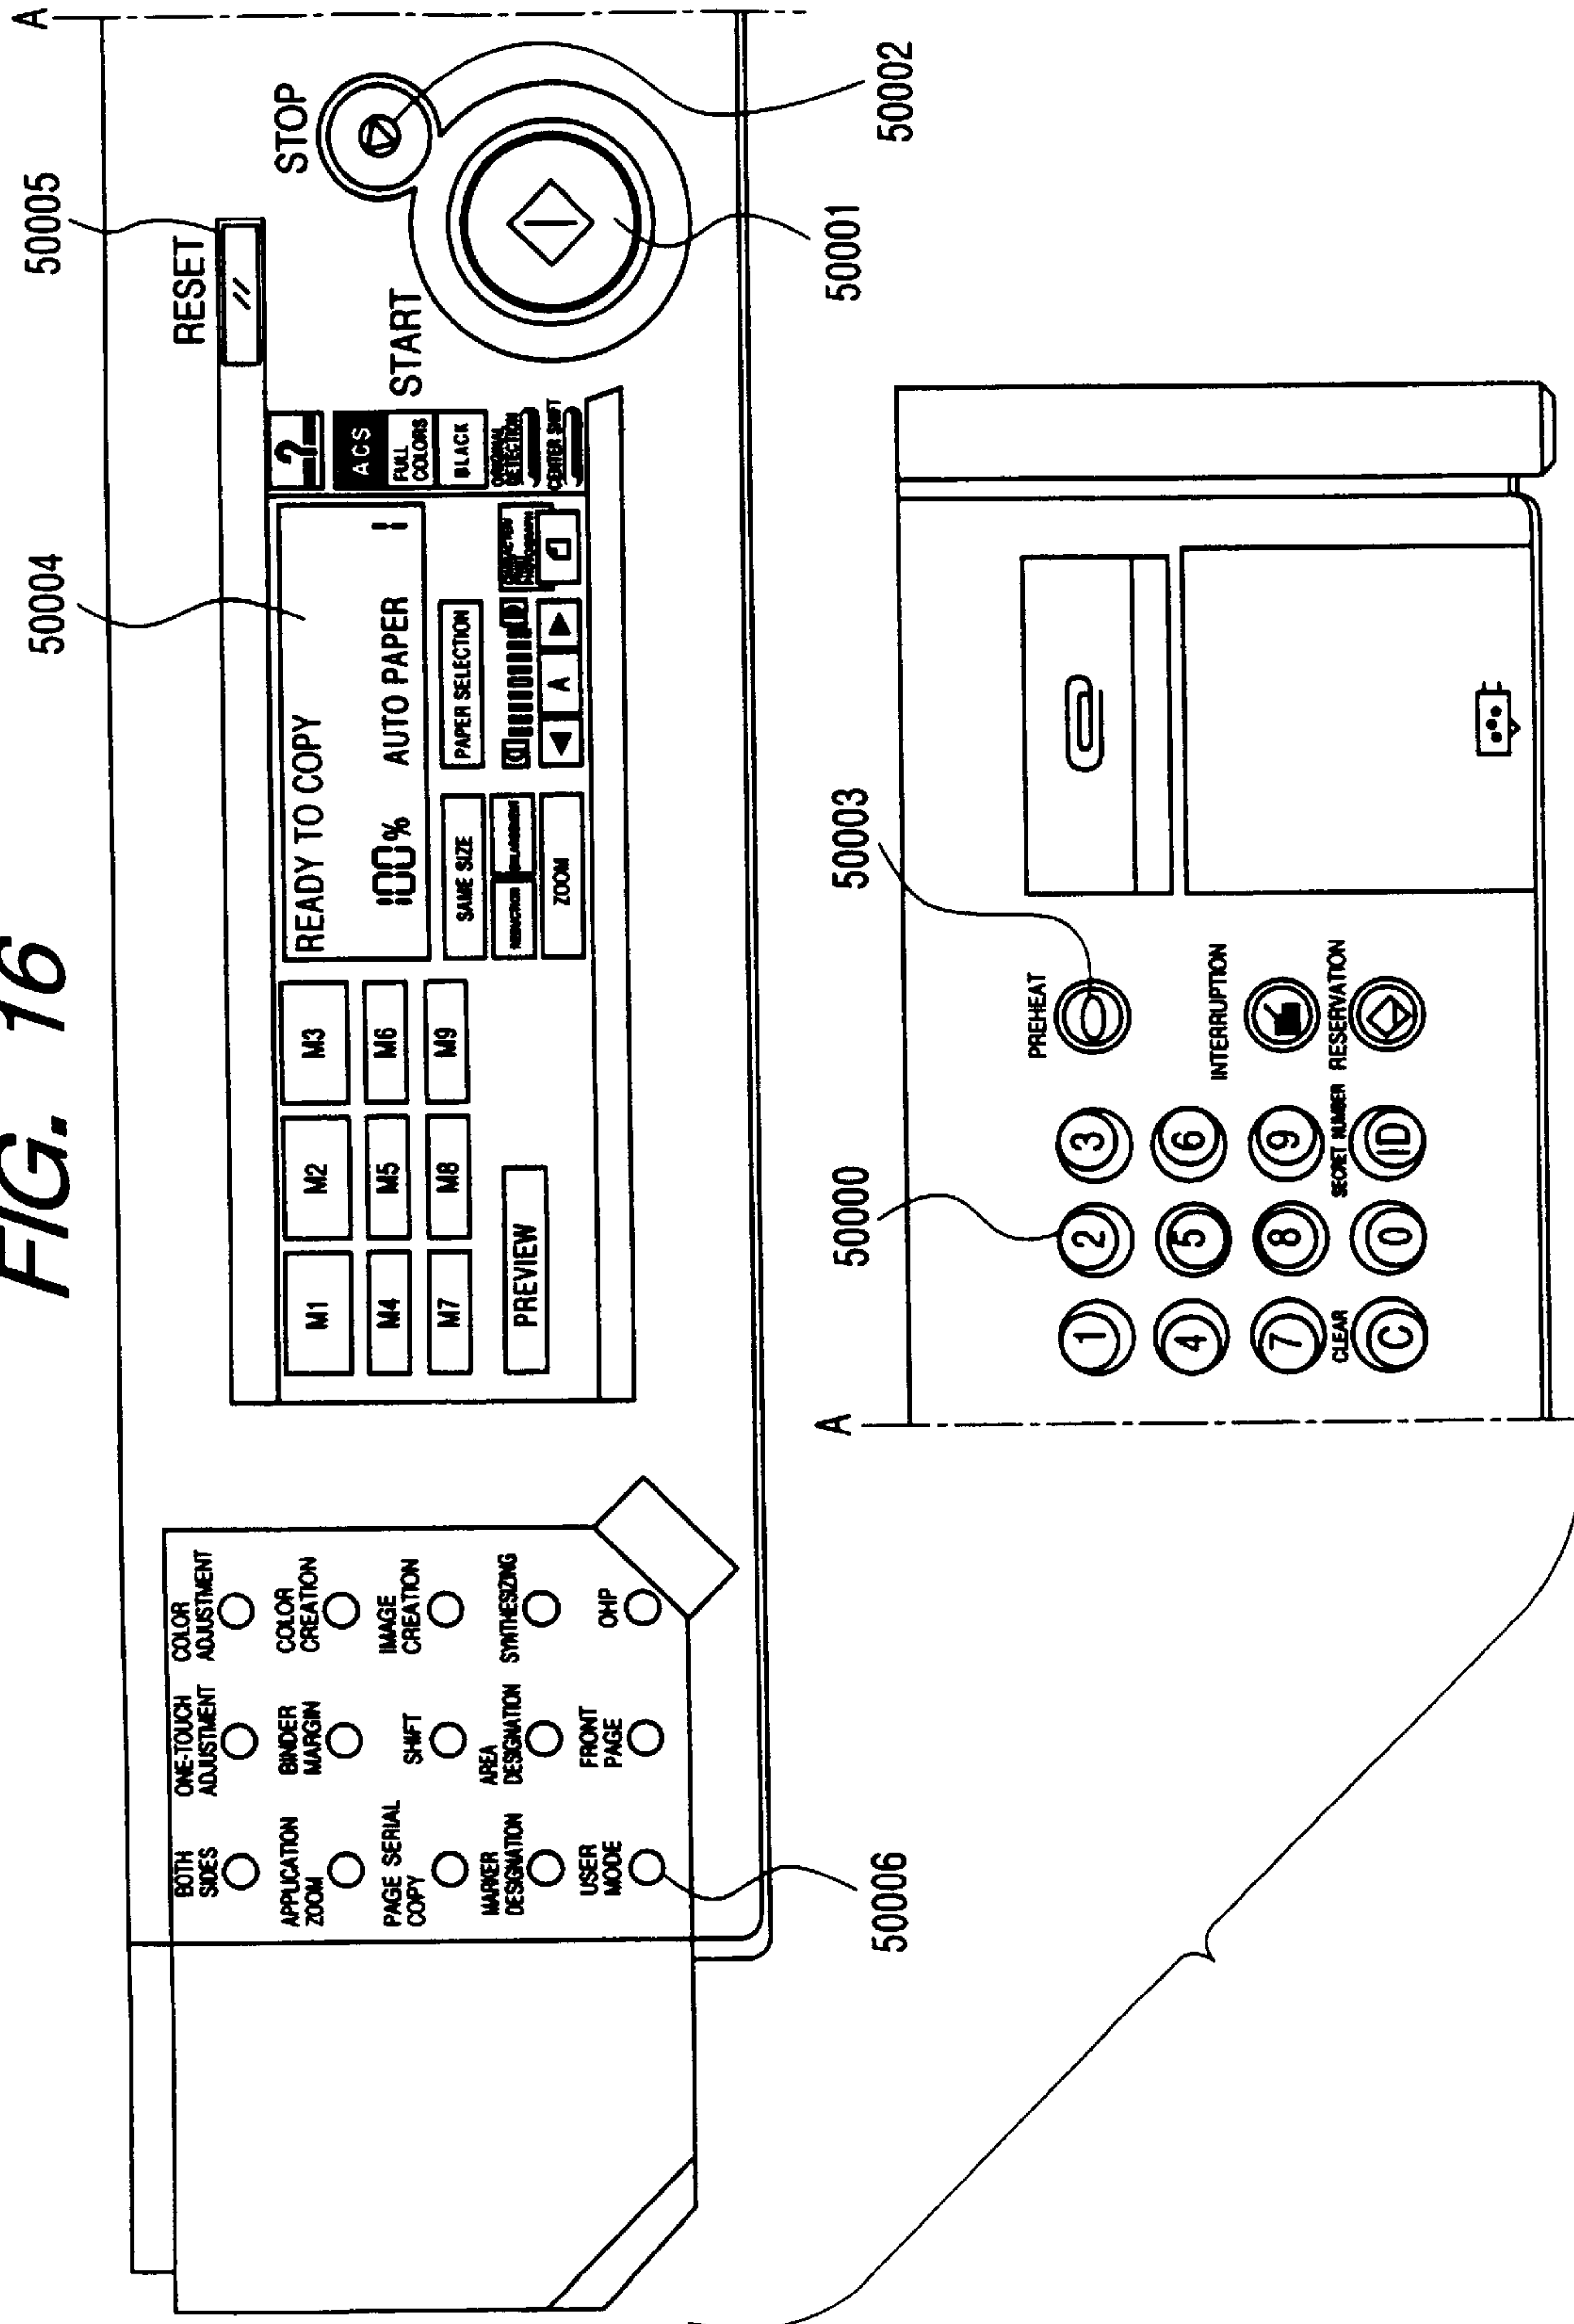 FIG. 16
50004
50005
A
RESET
STOP
START
BOTH
SIDES
ONE-TOUCH
ADJUSTMENT
COLOR
ADJUSTMENT
APPLICATION
ZOOM
BINDER
MARGIN
COLOR
CREATION
PAGE SERIAL
COPY
SHIFT
IMAGE
CREATION
MARKER
DESIGNATION
AREA
DESIGNATION
SYNTHESIZING
USER
MODE
FRONT
PAGE
OHP
M1 M2 M3
M4 M5 M6
M7 M8 M9
PREVIEW
READY TO COPY
100% AUTO PAPER 1
SAME SIZE
PAPER SELECTION
REDUCTION
ENLARGEMENT
ZOOM
A
?
ACS
FULL
COLORS
BLACK
ORIGINAL
DETECTION
CENTER SHIFT
50006
50001
50002
A
50000
50003
1 2 3
PREHEAT
4 5 6
7 8 9
INTERRUPTION
CLEAR
SECRET NUMBER
RESERVATION
C 0 ID